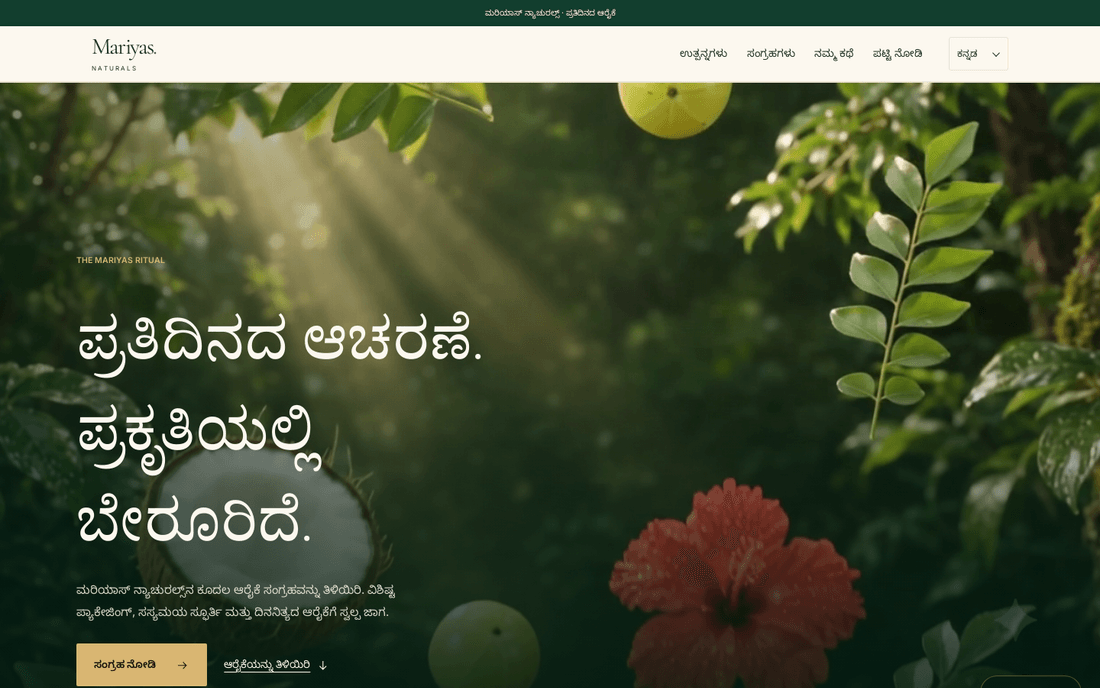 ಮರಿಯಾಸ್ ನ್ಯಾಚುರಲ್ಸ್ · ಪ್ರತಿದಿನದ ಆರೈಕೆ
Mariyas.
NATURALS
ಉತ್ಪನ್ನಗಳು ಸಂಗ್ರಹಗಳು ನಮ್ಮ ಕಥೆ ಪಟ್ಟಿ ನೋಡಿ ಕನ್ನಡ
THE MARIYAS RITUAL
ಪ್ರತಿದಿನದ ಆಚರಣೆ.
ಪ್ರಕೃತಿಯಲ್ಲಿ
ಬೇರೂರಿದೆ.
ಮರಿಯಾಸ್ ನ್ಯಾಚುರಲ್ಸ್‌ನ ಕೂದಲ ಆರೈಕೆ ಸಂಗ್ರಹವನ್ನು ತಿಳಿಯಿರಿ. ವಿಶಿಷ್ಟ
ಪ್ಯಾಕೇಜಿಂಗ್, ಸಸ್ಯಮಯ ಸ್ಫೂರ್ತಿ ಮತ್ತು ದಿನನಿತ್ಯದ ಆರೈಕೆಗೆ ಸ್ವಲ್ಪ ಜಾಗ.
ಸಂಗ್ರಹ ನೋಡಿ → ಆರೈಕೆಯನ್ನು ತಿಳಿಯಿರಿ ↓